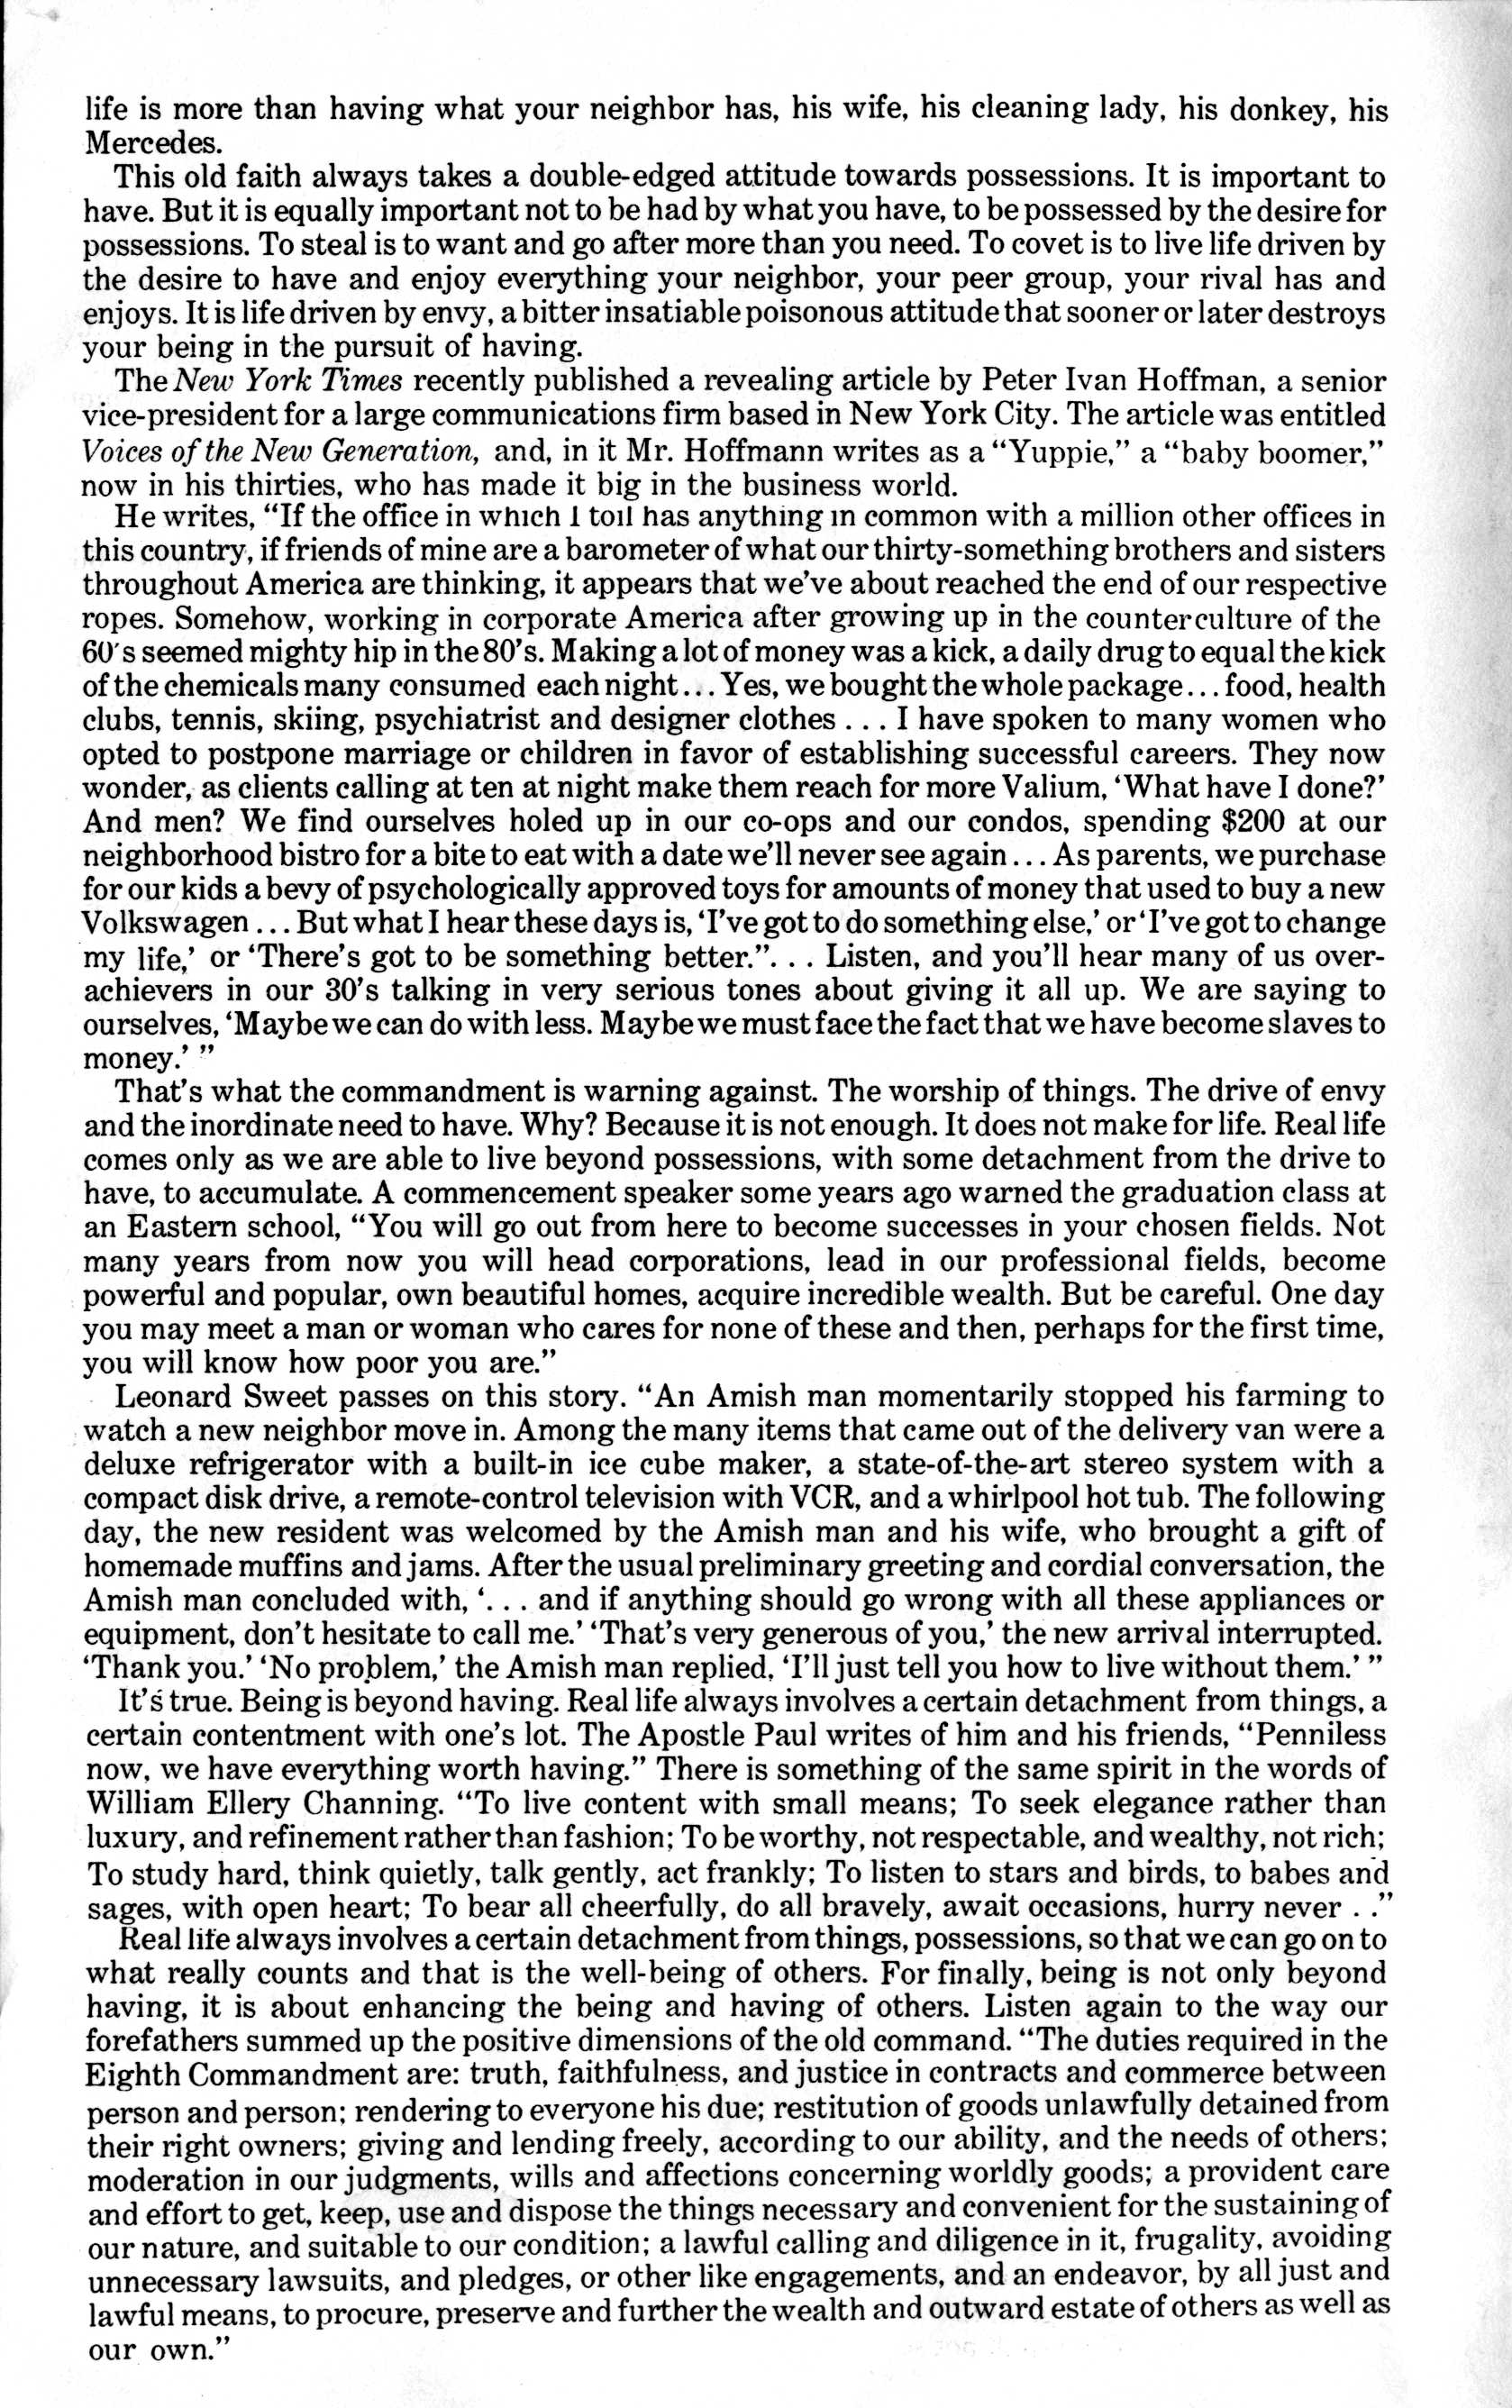 life is more than having what your neighbor has, his wife, his cleaning lady, his donkey, his
Mercedes.
This old faith always takes a double-edged attitude towards possessions. It is important to
have. But it is equally important not to be had by what you have, to be possessed by the desire for
possessions. To steal is to want and go after more than you need. To covet is to live life driven by
the desire to have and enjoy everything your neighbor, your peer group, your rival has and
enjoys. It is life driven by envy, a bitter insatiable poisonous attitude that sooner or later destroys
your being in the pursuit of having.
The New York Times recently published a revealing article by Peter Ivan Hoffman, a senior
vice-president for a large communications firm based in New York City. The article was entitled
Voices of the New Generation, and, in it Mr. Hoffmann writes as a “Yuppie,” a “baby boomer,”
now in his thirties, who has made it big in the business world.
He writes, “If the office in which I toil has anything in common with a million other offices in
this country, if friends of mine are a barometer of what our thirty-something brothers and sisters
throughout America are thinking, it appears that we’ve about reached the end of our respective
ropes. Somehow, working in corporate America after growing up in the counterculture of the
60’s seemed mighty hip in the 80’s. Making a lot of money was a kick, a daily drug to equal the kick
of the chemicals many consumed each night... Yes, we bought the whole package... food, health
clubs, tennis, skiing, psychiatrist and designer clothes . . . I have spoken to many women who
opted to postpone marriage or children in favor of establishing successful careers. They now
wonder, as clients calling at ten at night make them reach for more Valium, ‘What have I done?’
And men? We find ourselves holed up in our co-ops and our condos, spending $200 at our
neighborhood bistro for a bite to eat with a date we’ll never see again... As parents, we purchase
for our kids a bevy of psychologically approved toys for amounts of money that used to buy a new
Volkswagen ... But what I hear these days is, ‘I’ve got to do something else,’ or ‘I’ve got to change
my life,’ or ‘There’s got to be something better.”. . . Listen, and you’ll hear many of us over-
achievers in our 30’s talking in very serious tones about giving it all up. We are saying to
ourselves, ‘Maybe we can do with less. Maybe we must face the fact that we have become slaves to
money.’ ”
That’s what the commandment is warning against. The worship of things. The drive of envy
and the inordinate need to have. Why? Because it is not enough. It does not make for life. Real life
comes only as we are able to live beyond possessions, with some detachment from the drive to
have, to accumulate. A commencement speaker some years ago warned the graduation class at
an Eastern school, “You will go out from here to become successes in your chosen fields. Not
many years from now you will head corporations, lead in our professional fields, become
powerful and popular, own beautiful homes, acquire incredible wealth. But be careful. One day
you may meet a man or woman who cares for none of these and then, perhaps for the first time,
you will know how poor you are.”
Leonard Sweet passes on this story. “An Amish man momentarily stopped his farming to
watch a new neighbor move in. Among the many items that came out of the delivery van were a
deluxe refrigerator with a built-in ice cube maker, a state-of-the-art stereo system with a
compact disk drive, a remote-control television with VCR, and a whirlpool hot tub. The following
day, the new resident was welcomed by the Amish man and his wife, who brought a gift of
homemade muffins and jams. After the usual preliminary greeting and cordial conversation, the
Amish man concluded with, ‘. . . and if anything should go wrong with all these appliances or
equipment, don’t hesitate to call me.’ ‘That’s very generous of you,’ the new arrival interrupted.
‘Thank you.’ ‘No problem,’ the Amish man replied, ‘I’ll just tell you how to live without them.’ ”
It’s true. Being is beyond having. Real life always involves a certain detachment from things, a
certain contentment with one’s lot. The Apostle Paul writes of him and his friends, “Penniless
now, we have everything worth having.” There is something of the same spirit in the words of
William Ellery Channing. “To live content with small means; To seek elegance rather than
luxury, and refinement rather than fashion; To be worthy, not respectable, and wealthy, not rich;
To study hard, think quietly, talk gently, act frankly; To listen to stars and birds, to babes and
sages, with open heart; To bear all cheerfully, do all bravely, await occasions, hurry never . .”
Real life always involves a certain detachment from things, possessions, so that we can go on to
what really counts and that is the well-being of others. For finally, being is not only beyond
having, it is about enhancing the being and having of others. Listen again to the way our
forefathers summed up the positive dimensions of the old command. “The duties required in the
Eighth Commandment are: truth, faithfulness, and justice in contracts and commerce between
person and person; rendering to everyone his due; restitution of goods unlawfully detained from
their right owners; giving and lending freely, according to our ability, and the needs of others;
moderation in our judgments, wills and affections concerning worldly goods; a provident care
and effort to get, keep, use and dispose the things necessary and convenient for the sustaining of
our nature, and suitable to our condition; a lawful calling and diligence in it, frugality, avoiding
unnecessary lawsuits, and pledges, or other like engagements, and an endeavor, by all just and
lawful means, to procure, preserve and further the wealth and outward estate of others as well as
our own.”